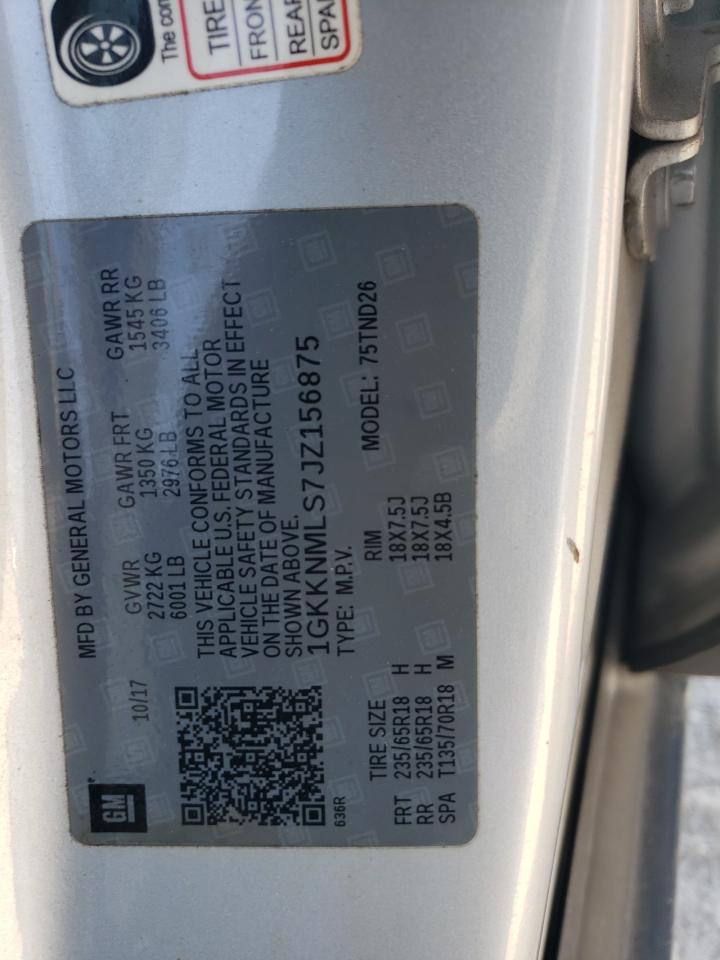 The con
TIRE
FRON
REAR
SPAR
GM
10/17
MFD BY GENERAL MOTORS LLC
GVWR GAWR FRT GAWR RR
2722 KG 1350 KG 1545 KG
6001 LB 2976 LB 3406 LB
THIS VEHICLE CONFORMS TO ALL
APPLICABLE U.S. FEDERAL MOTOR
VEHICLE SAFETY STANDARDS IN EFFECT
ON THE DATE OF MANUFACTURE
SHOWN ABOVE.
1GKKNMLS7JZ156875
TYPE: M.P.V. MODEL: 75TND26
636R
TIRE SIZE RIM
FRT 235/65R18 H 18X7.5J
RR 235/65R18 H 18X7.5J
SPA T135/70R18 M 18X4.5B